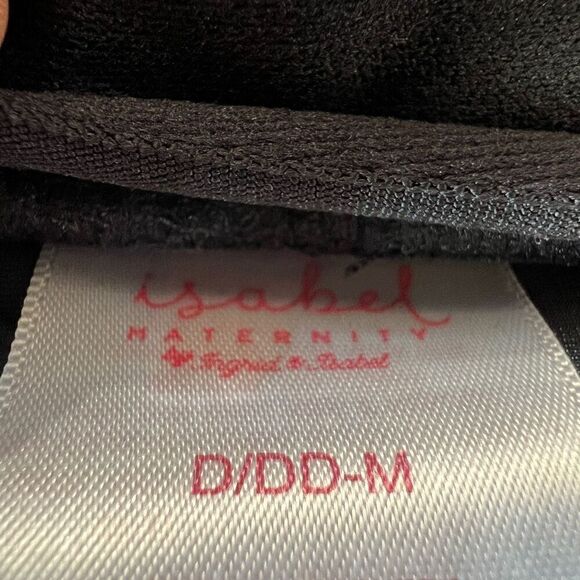 isabel
MATERNITY
by Ingrid & Isabel
D/DD-M